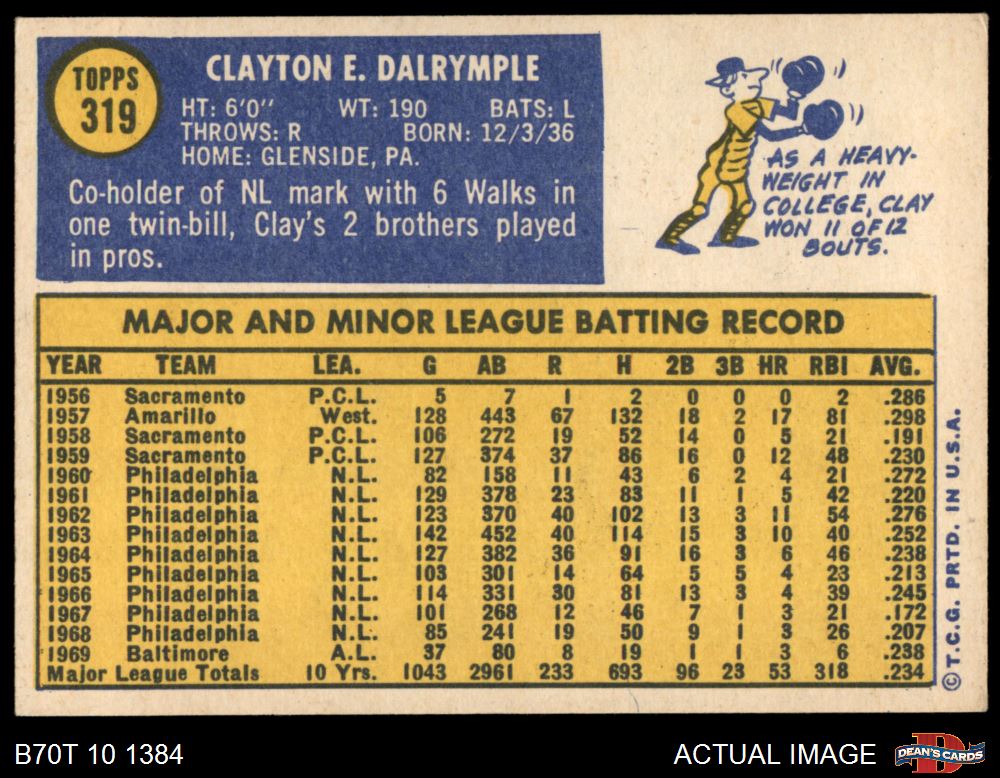 TOPPS
319
CLAYTON E. DALRYMPLE
HT: 6'0" WT: 190 BATS: L
THROWS: R BORN: 12/3/36
HOME: GLENSIDE, PA.
Co-holder of NL mark with 6 Walks in
one twin-bill, Clay's 2 brothers played
in pros.
AS A HEAVY-
WEIGHT IN
COLLEGE, CLAY
WON 11 OF 12
BOUTS.
MAJOR AND MINOR LEAGUE BATTING RECORD
YEAR TEAM LEA. G AB R H 2B 3B HR RBI AVG.
1956 Sacramento P.C.L. 5 7 1 2 0 0 0 2 .286
1957 Amarillo West. 128 443 67 132 18 2 17 81 .298
1958 Sacramento P.C.L. 106 272 19 52 14 0 5 21 .191
1959 Sacramento P.C.L. 127 374 37 86 16 0 12 48 .230
1960 Philadelphia N.L. 82 158 11 43 6 2 4 21 .272
1961 Philadelphia N.L. 129 378 23 83 11 1 5 42 .220
1962 Philadelphia N.L. 123 370 40 102 13 3 11 54 .276
1963 Philadelphia N.L. 142 452 40 114 15 3 10 40 .252
1964 Philadelphia N.L. 127 382 36 91 16 3 6 46 .238
1965 Philadelphia N.L. 103 301 14 64 5 5 4 23 .213
1966 Philadelphia N.L. 114 331 30 81 13 3 4 39 .245
1967 Philadelphia N.L. 101 268 12 46 7 1 3 21 .172
1968 Philadelphia N.L. 85 241 19 50 9 1 3 26 .207
1969 Baltimore A.L. 37 80 8 19 1 1 3 6 .238
Major League Totals 10 Yrs. 1043 2961 233 693 96 23 53 318 .234
©T.C.G. PRTD. IN U.S.A.
B70T 10 1384
ACTUAL IMAGE
DEAN'S CARDS